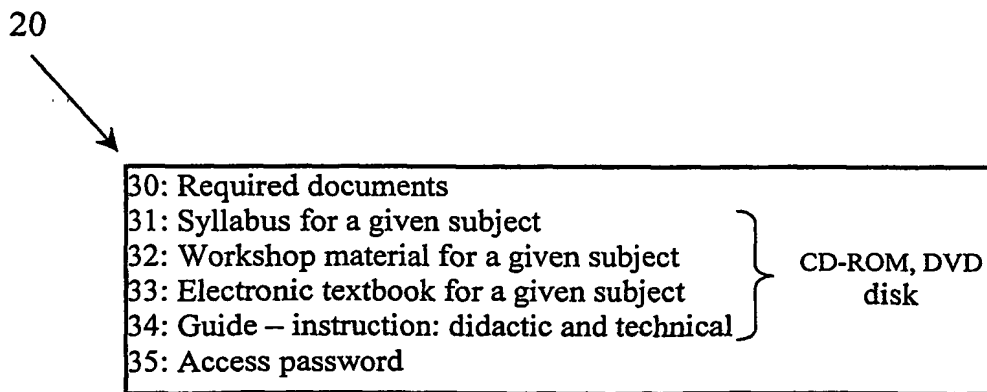 20
30: Required documents
31: Syllabus for a given subject
32: Workshop material for a given subject
33: Electronic textbook for a given subject
34: Guide – instruction: didactic and technical
35: Access password
CD-ROM, DVD
disk